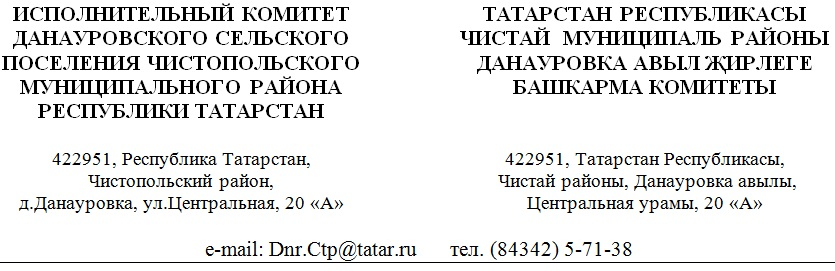 ИСПОЛНИТЕЛЬНЫЙ КОМИТЕТ
ДАНАУРОВСКОГО СЕЛЬСКОГО
ПОСЕЛЕНИЯ ЧИСТОПОЛЬСКОГО
МУНИЦИПАЛЬНОГО РАЙОНА
РЕСПУБЛИКИ ТАТАРСТАН
422951, Республика Татарстан,
Чистопольский район,
д.Данауровка, ул.Центральная, 20 «А»
ТАТАРСТАН РЕСПУБЛИКАСЫ
ЧИСТАЙ МУНИЦИПАЛЬ РАЙОНЫ
ДАНАУРОВКА АВЫЛ ҖИРЛЕГЕ
БАШКАРМА КОМИТЕТЫ
422951, Татарстан Республикасы,
Чистай районы, Данауровка авылы,
Центральная урамы, 20 «А»
e-mail: Dnr.Ctp@tatar.ru тел. (84342) 5-71-38